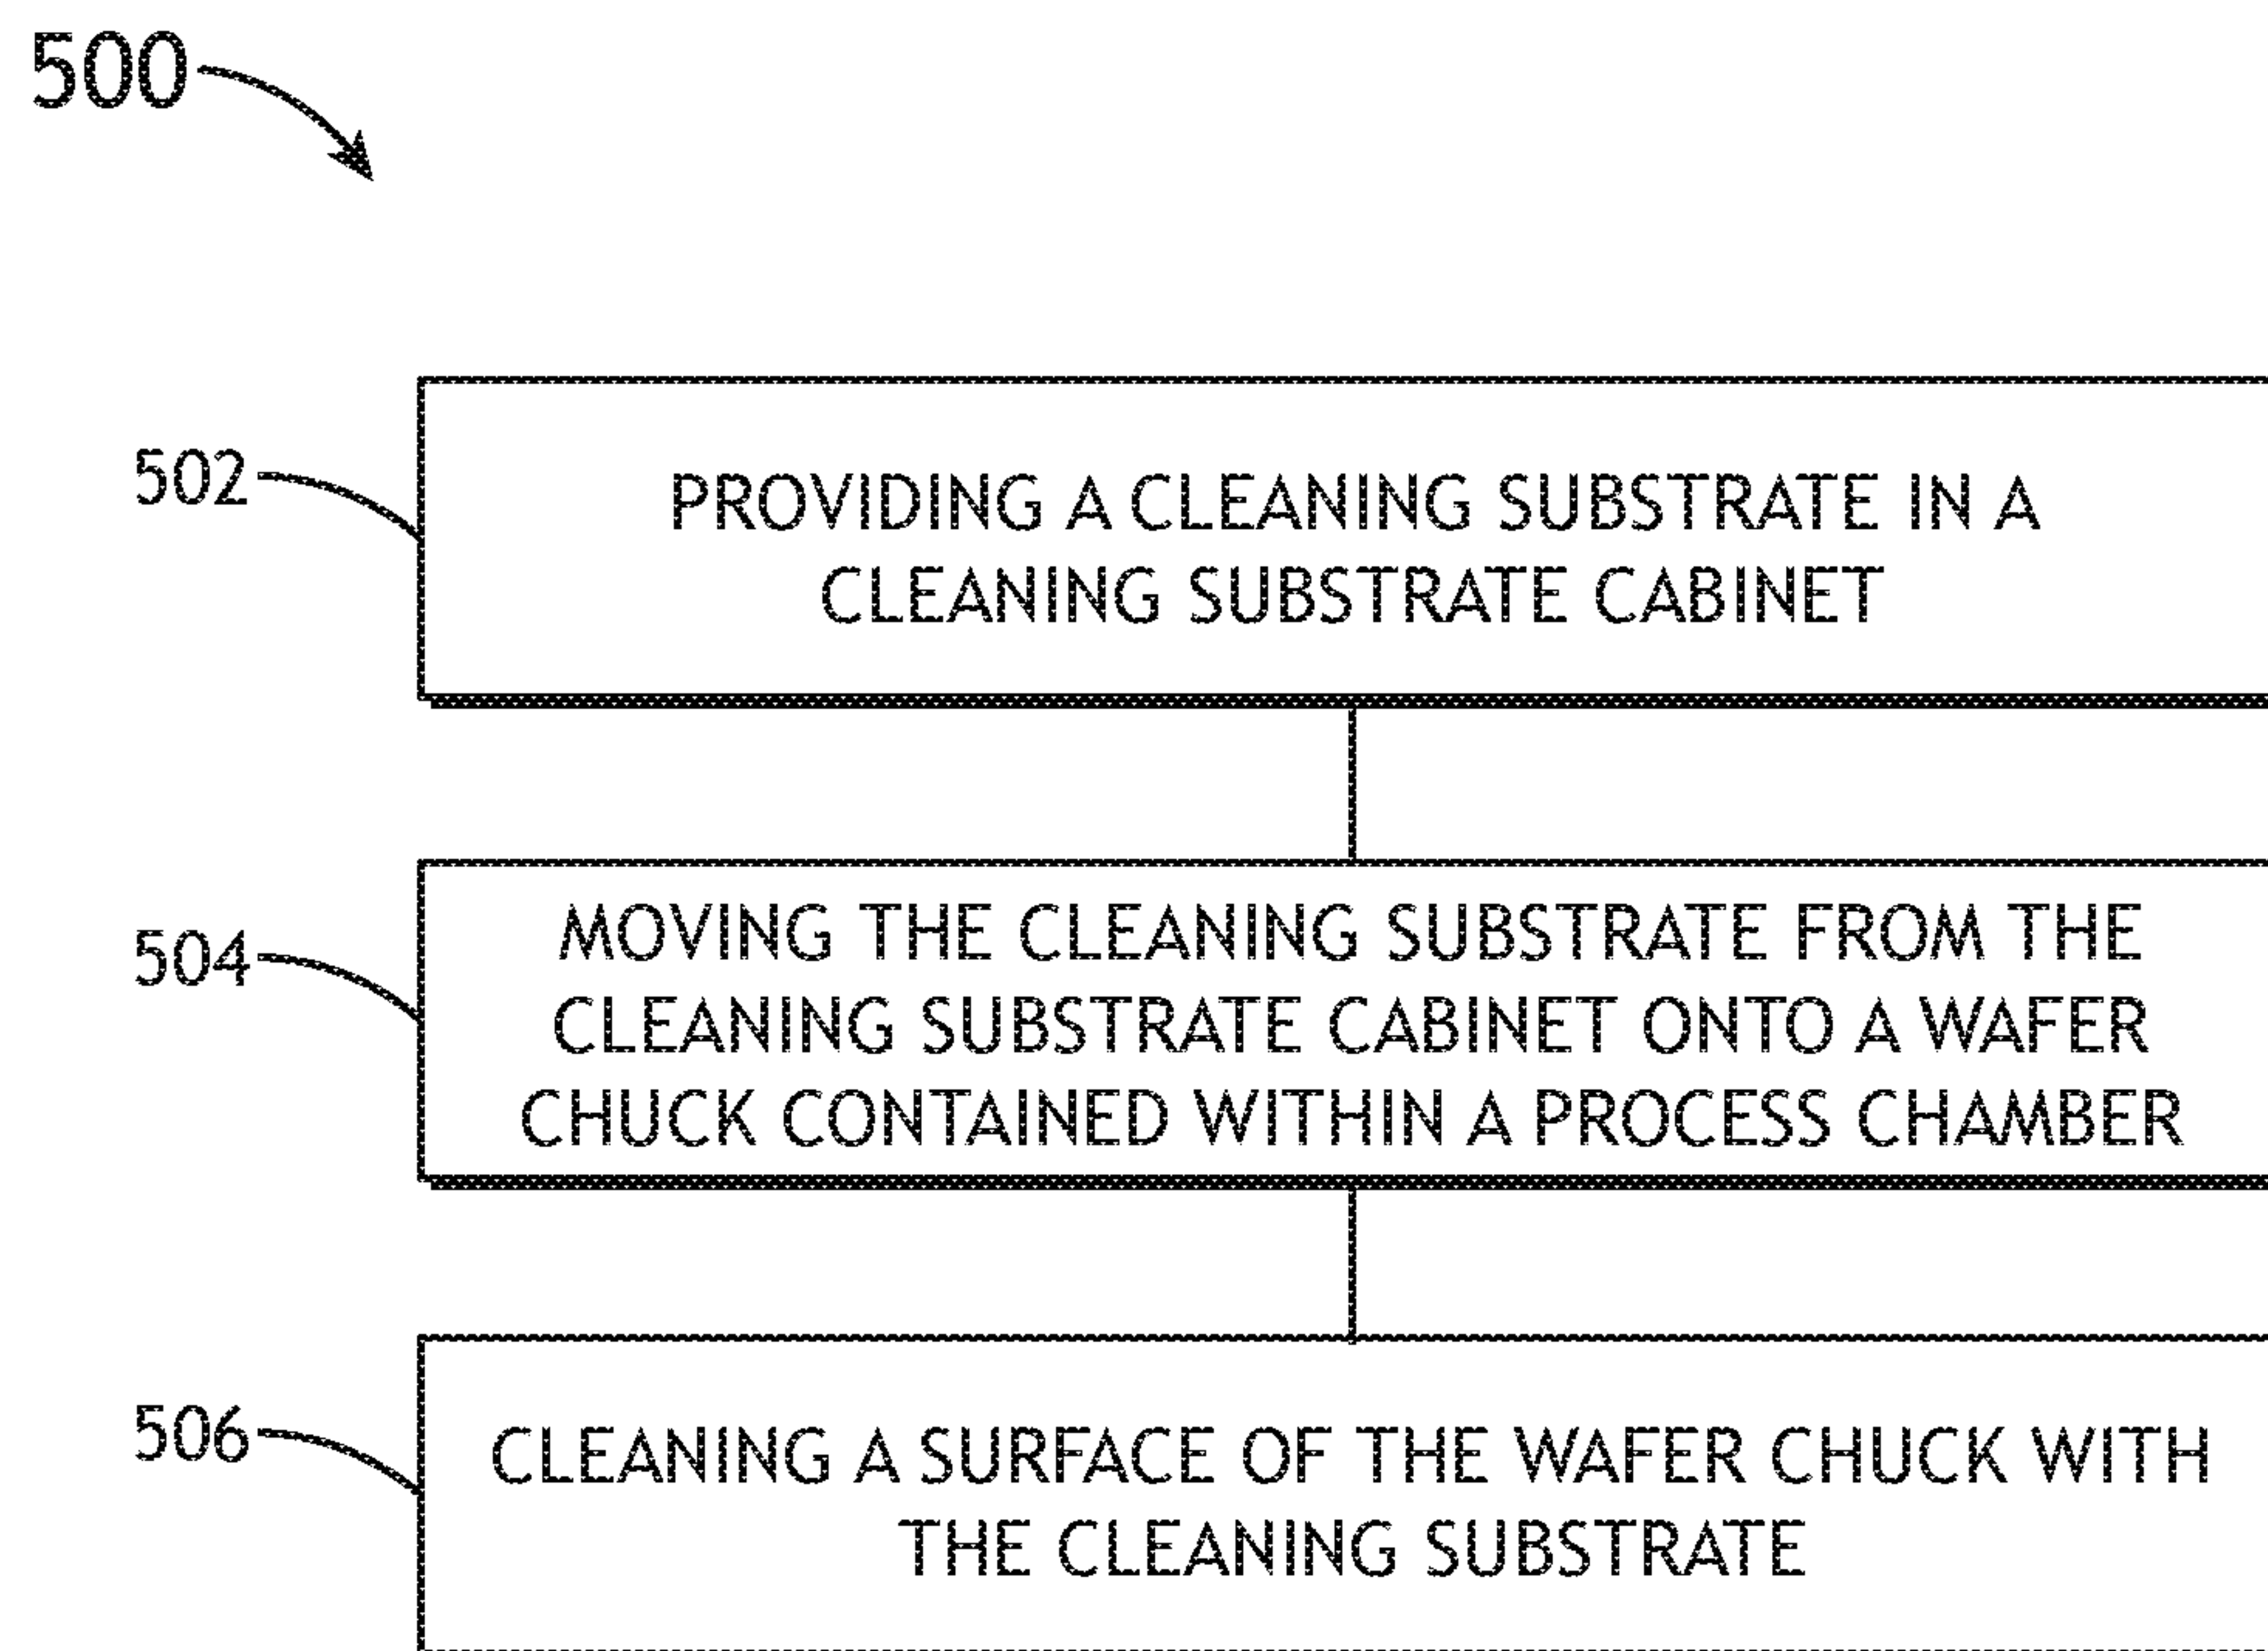 500
502
PROVIDING A CLEANING SUBSTRATE IN A
CLEANING SUBSTRATE CABINET
504
MOVING THE CLEANING SUBSTRATE FROM THE
CLEANING SUBSTRATE CABINET ONTO A WAFER
CHUCK CONTAINED WITHIN A PROCESS CHAMBER
506
CLEANING A SURFACE OF THE WAFER CHUCK WITH
THE CLEANING SUBSTRATE